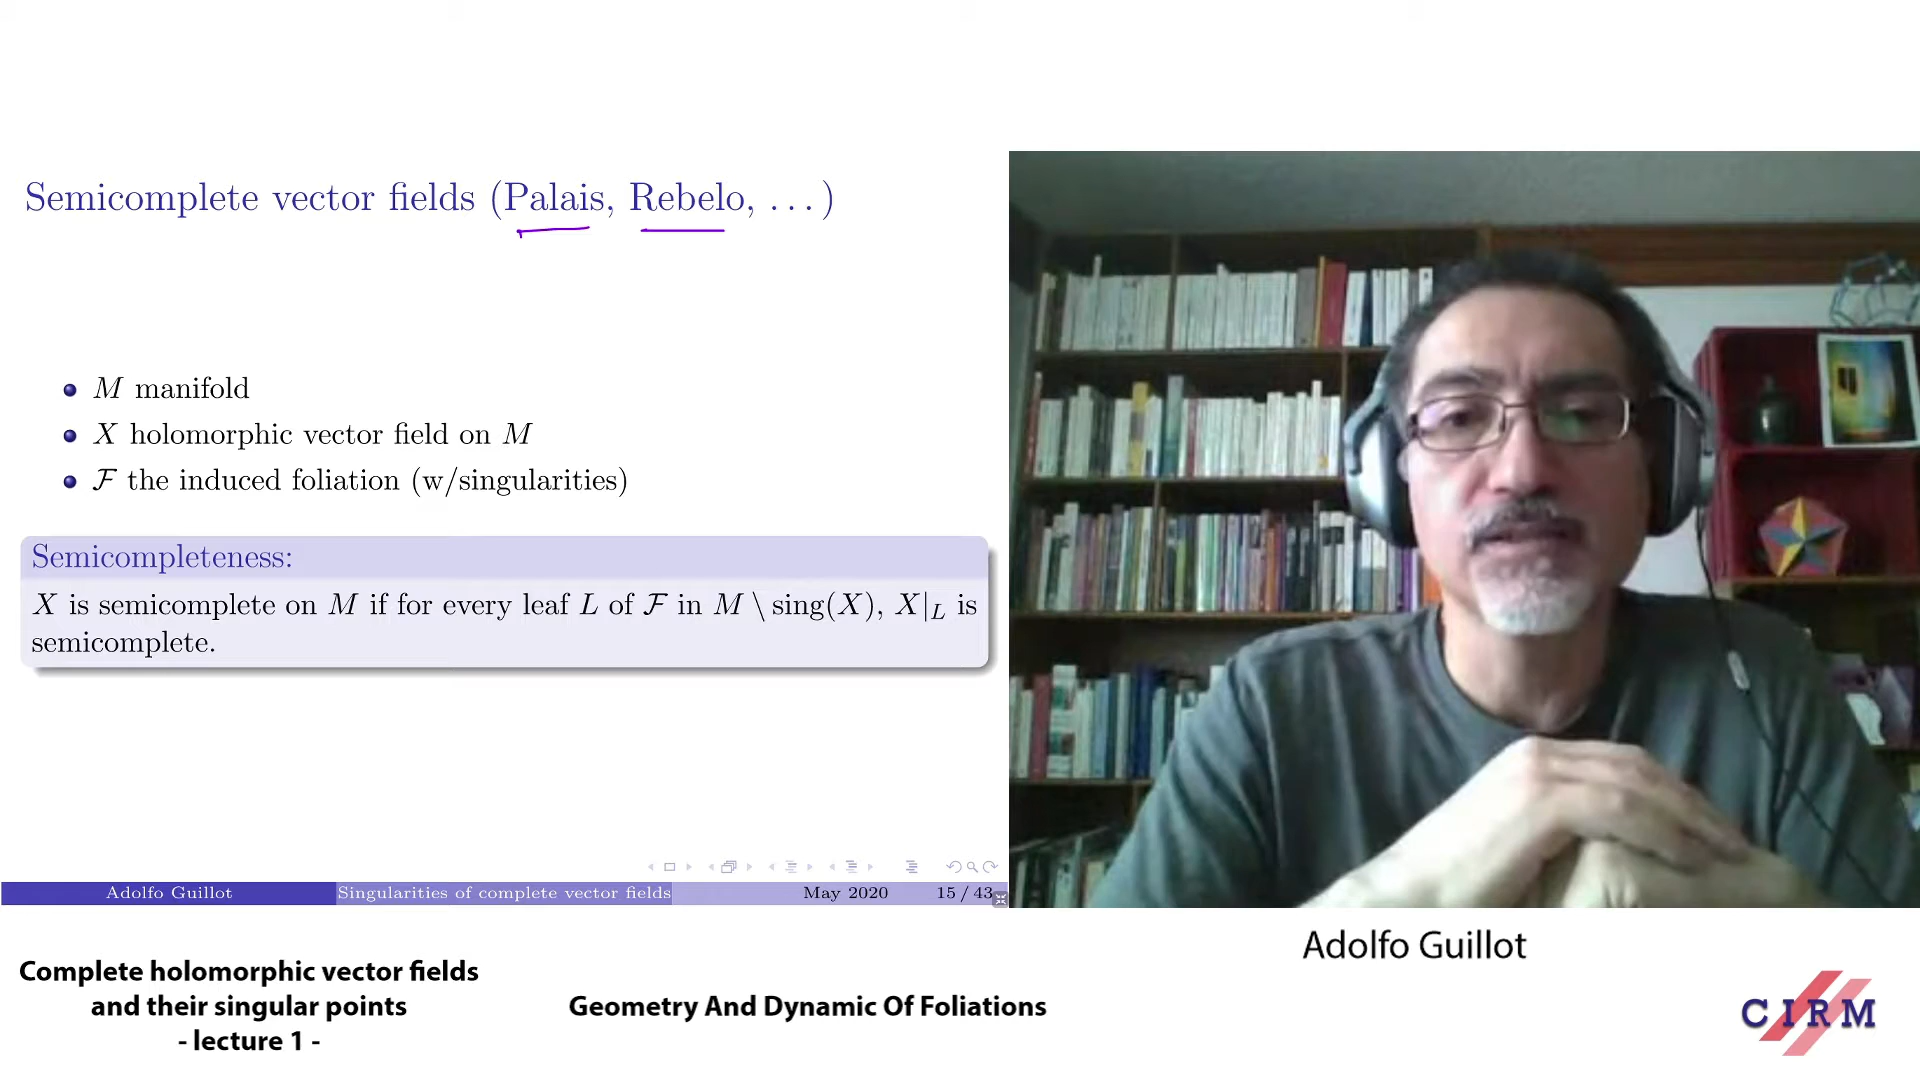 Semicomplete vector fields (Palais, Rebelo, . . . )
M manifold
X holomorphic vector field on M
ℱ the induced foliation (w/singularities)
Semicompleteness:
X is semicomplete on M if for every leaf L of ℱ in M \ sing(X), X|_L is
semicomplete.
Adolfo Guillot Singularities of complete vector fields May 2020 15 / 43
Adolfo Guillot
Complete holomorphic vector fields
and their singular points
- lecture 1 -
Geometry And Dynamic Of Foliations
CIRM